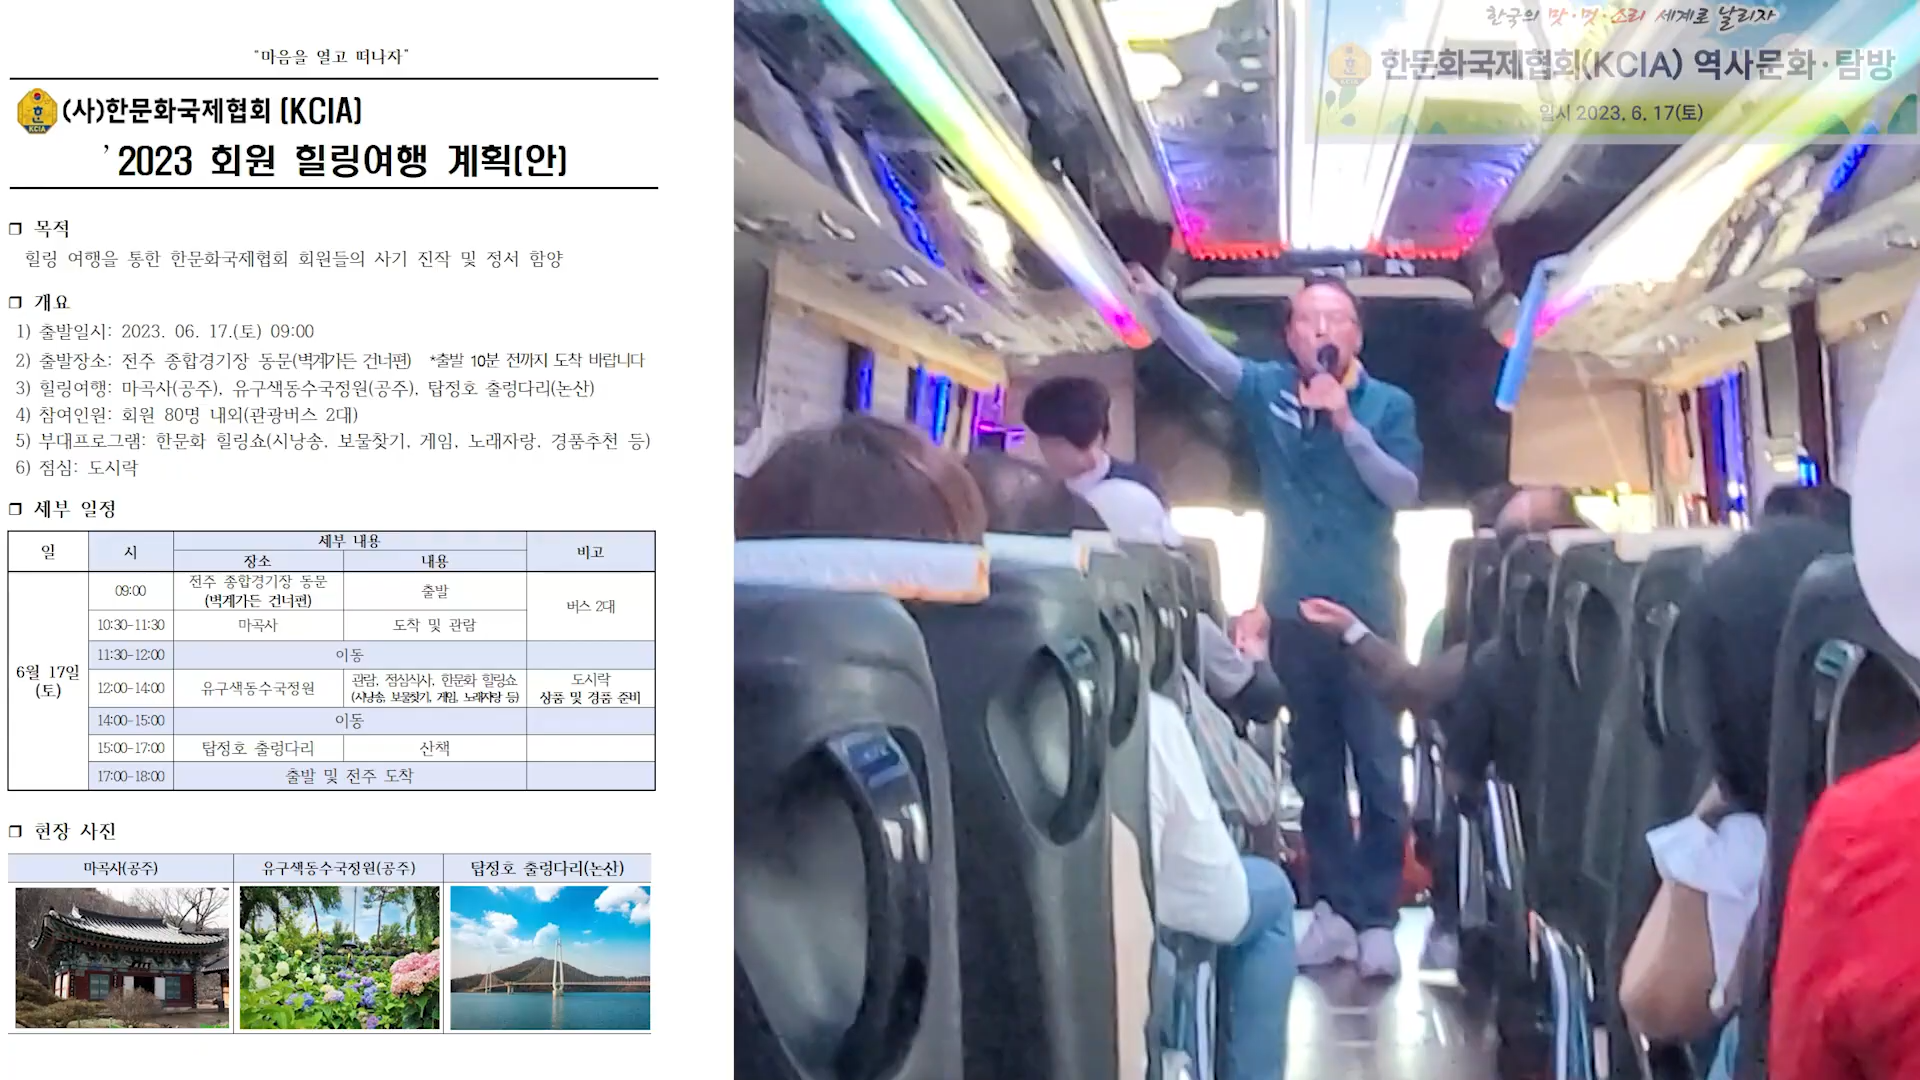 "마음을 열고 떠나자"
(사)한문화국제협회 (KCIA)
'2023 회원 힐링여행 계획(안)
❐ 목적
힐링 여행을 통한 한문화국제협회 회원들의 사기 진작 및 정서 함양
❐ 개요
1) 출발일시: 2023. 06. 17.(토) 09:00
2) 출발장소: 전주 종합경기장 동문(벽계가든 건너편) *출발 10분 전까지 도착 바랍니다
3) 힐링여행: 마곡사(공주), 유구색동수국정원(공주), 탑정호 출렁다리(논산)
4) 참여인원: 회원 80명 내외(관광버스 2대)
5) 부대프로그램: 한문화 힐링쇼(시낭송, 보물찾기, 게임, 노래자랑, 경품추천 등)
6) 점심: 도시락
❐ 세부 일정
일 시 세부 내용 비고
장소 내용
6월 17일
(토)
09:00 전주 종합경기장 동문 출발 버스 2대
(벽계가든 건너편)
10:30-11:30 마곡사 도착 및 관람
11:30-12:00 이동
12:00-14:00 유구색동수국정원 관람, 점심식사, 한문화 힐링쇼 도시락
(시낭송, 보물찾기, 게임, 노래자랑 등) 상품 및 경품 준비
14:00-15:00 이동
15:00-17:00 탑정호 출렁다리 산책
17:00-18:00 출발 및 전주 도착
❐ 현장 사진
마곡사(공주) 유구색동수국정원(공주) 탑정호 출렁다리(논산)
한국의 맛·멋·소리 세계로 날리자
한문화국제협회(KCIA) 역사문화·탐방
일시 2023. 6. 17(토)
훈
KCIA